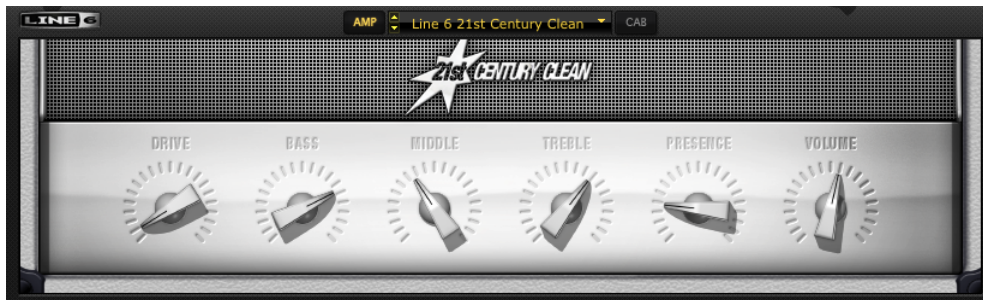 LINE 6
AMP Line 6 21st Century Clean CAB
21st CENTURY CLEAN
DRIVE BASS MIDDLE TREBLE PRESENCE VOLUME